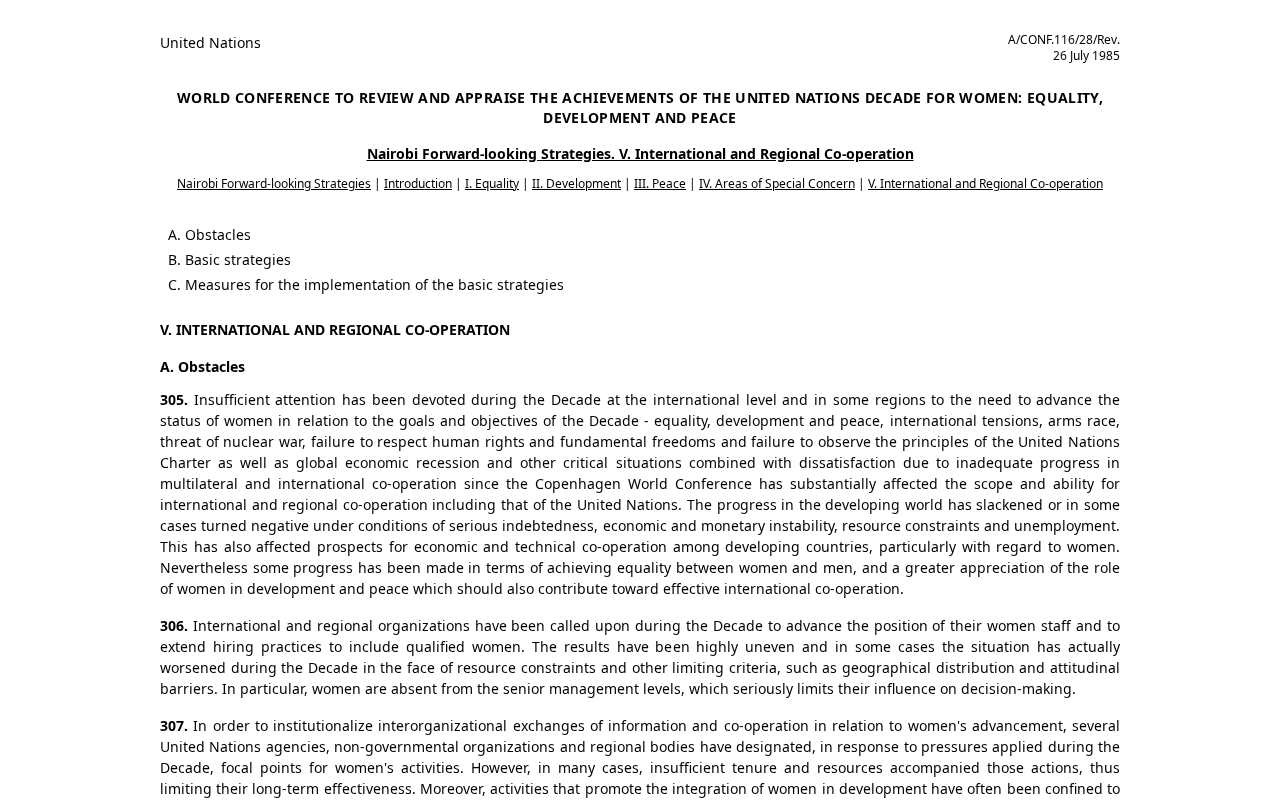 United Nations
A/CONF.116/28/Rev.
26 July 1985
WORLD CONFERENCE TO REVIEW AND APPRAISE THE ACHIEVEMENTS OF THE UNITED NATIONS DECADE FOR WOMEN: EQUALITY,
DEVELOPMENT AND PEACE
Nairobi Forward-looking Strategies. V. International and Regional Co-operation
Nairobi Forward-looking Strategies | Introduction | I. Equality | II. Development | III. Peace | IV. Areas of Special Concern | V. International and Regional Co-operation
A. Obstacles
B. Basic strategies
C. Measures for the implementation of the basic strategies
V. INTERNATIONAL AND REGIONAL CO-OPERATION
A. Obstacles
305. Insufficient attention has been devoted during the Decade at the international level and in some regions to the need to advance the
status of women in relation to the goals and objectives of the Decade - equality, development and peace, international tensions, arms race,
threat of nuclear war, failure to respect human rights and fundamental freedoms and failure to observe the principles of the United Nations
Charter as well as global economic recession and other critical situations combined with dissatisfaction due to inadequate progress in
multilateral and international co-operation since the Copenhagen World Conference has substantially affected the scope and ability for
international and regional co-operation including that of the United Nations. The progress in the developing world has slackened or in some
cases turned negative under conditions of serious indebtedness, economic and monetary instability, resource constraints and unemployment.
This has also affected prospects for economic and technical co-operation among developing countries, particularly with regard to women.
Nevertheless some progress has been made in terms of achieving equality between women and men, and a greater appreciation of the role
of women in development and peace which should also contribute toward effective international co-operation.
306. International and regional organizations have been called upon during the Decade to advance the position of their women staff and to
extend hiring practices to include qualified women. The results have been highly uneven and in some cases the situation has actually
worsened during the Decade in the face of resource constraints and other limiting criteria, such as geographical distribution and attitudinal
barriers. In particular, women are absent from the senior management levels, which seriously limits their influence on decision-making.
307. In order to institutionalize interorganizational exchanges of information and co-operation in relation to women's advancement, several
United Nations agencies, non-governmental organizations and regional bodies have designated, in response to pressures applied during the
Decade, focal points for women's activities. However, in many cases, insufficient tenure and resources accompanied those actions, thus
limiting their long-term effectiveness. Moreover, activities that promote the integration of women in development have often been confined to